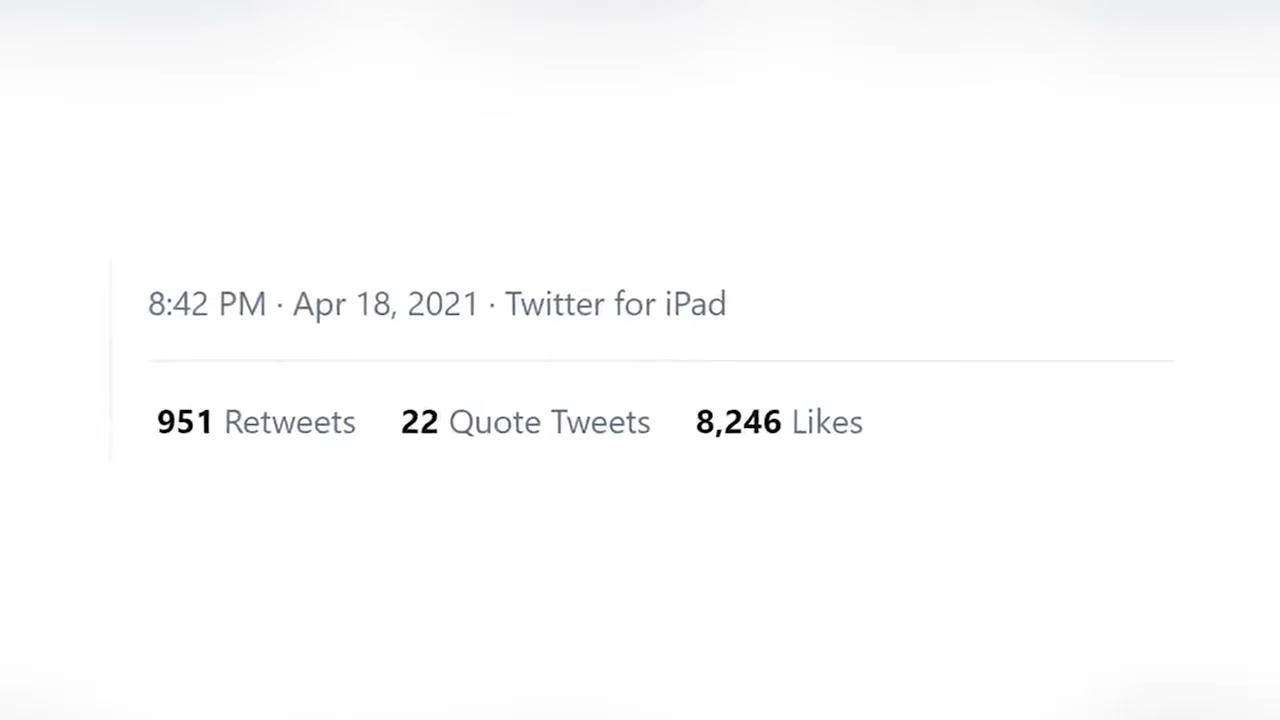 8:42 PM · Apr 18, 2021 · Twitter for iPad
951 Retweets 22 Quote Tweets 8,246 Likes